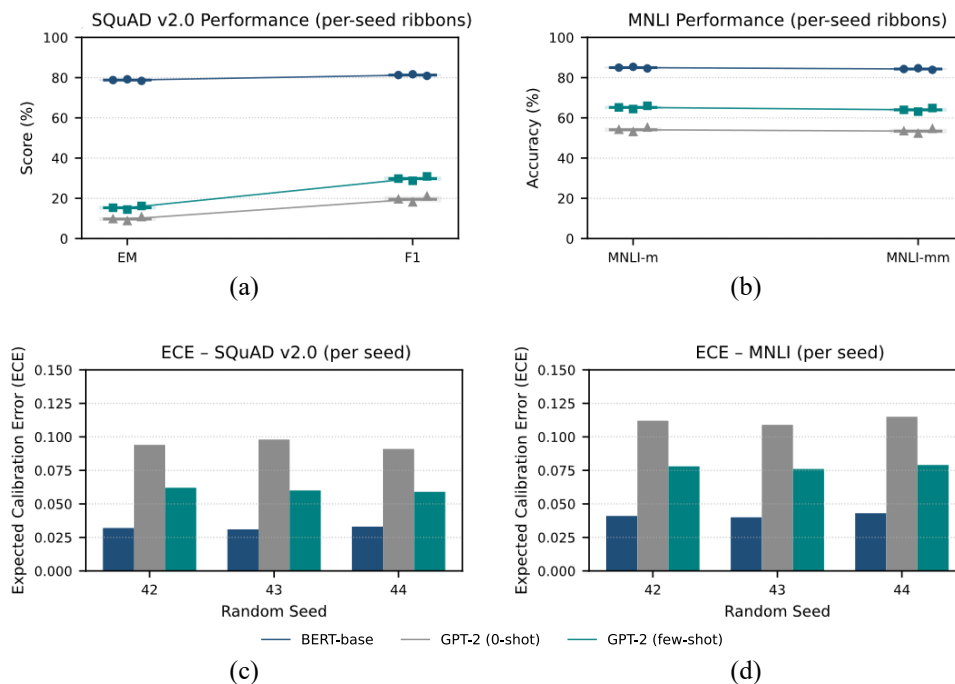 SQuAD v2.0 Performance (per-seed ribbons)
100
80
60
40
20
0
Score (%)
EM
F1
(a)
MNLI Performance (per-seed ribbons)
100
80
60
40
20
0
Accuracy (%)
MNLI-m
MNLI-mm
(b)
ECE – SQuAD v2.0 (per seed)
0.150
0.125
0.100
0.075
0.050
0.025
0.000
Expected Calibration Error (ECE)
42
43
44
Random Seed
ECE – MNLI (per seed)
0.150
0.125
0.100
0.075
0.050
0.025
0.000
Expected Calibration Error (ECE)
42
43
44
Random Seed
BERT-base
GPT-2 (0-shot)
GPT-2 (few-shot)
(c)
(d)